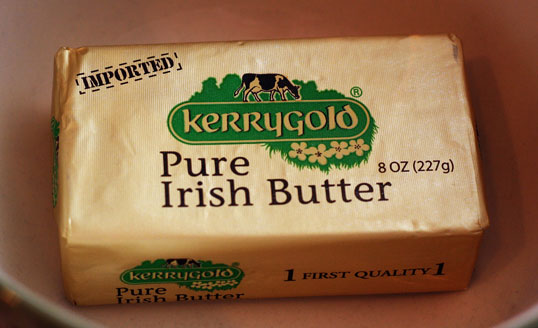 IMPORTED
KERRYGOLD ®
Pure
Irish Butter
8 OZ (227g)
KERRYGOLD
Pure
Irish Butter
1 FIRST QUALITY 1